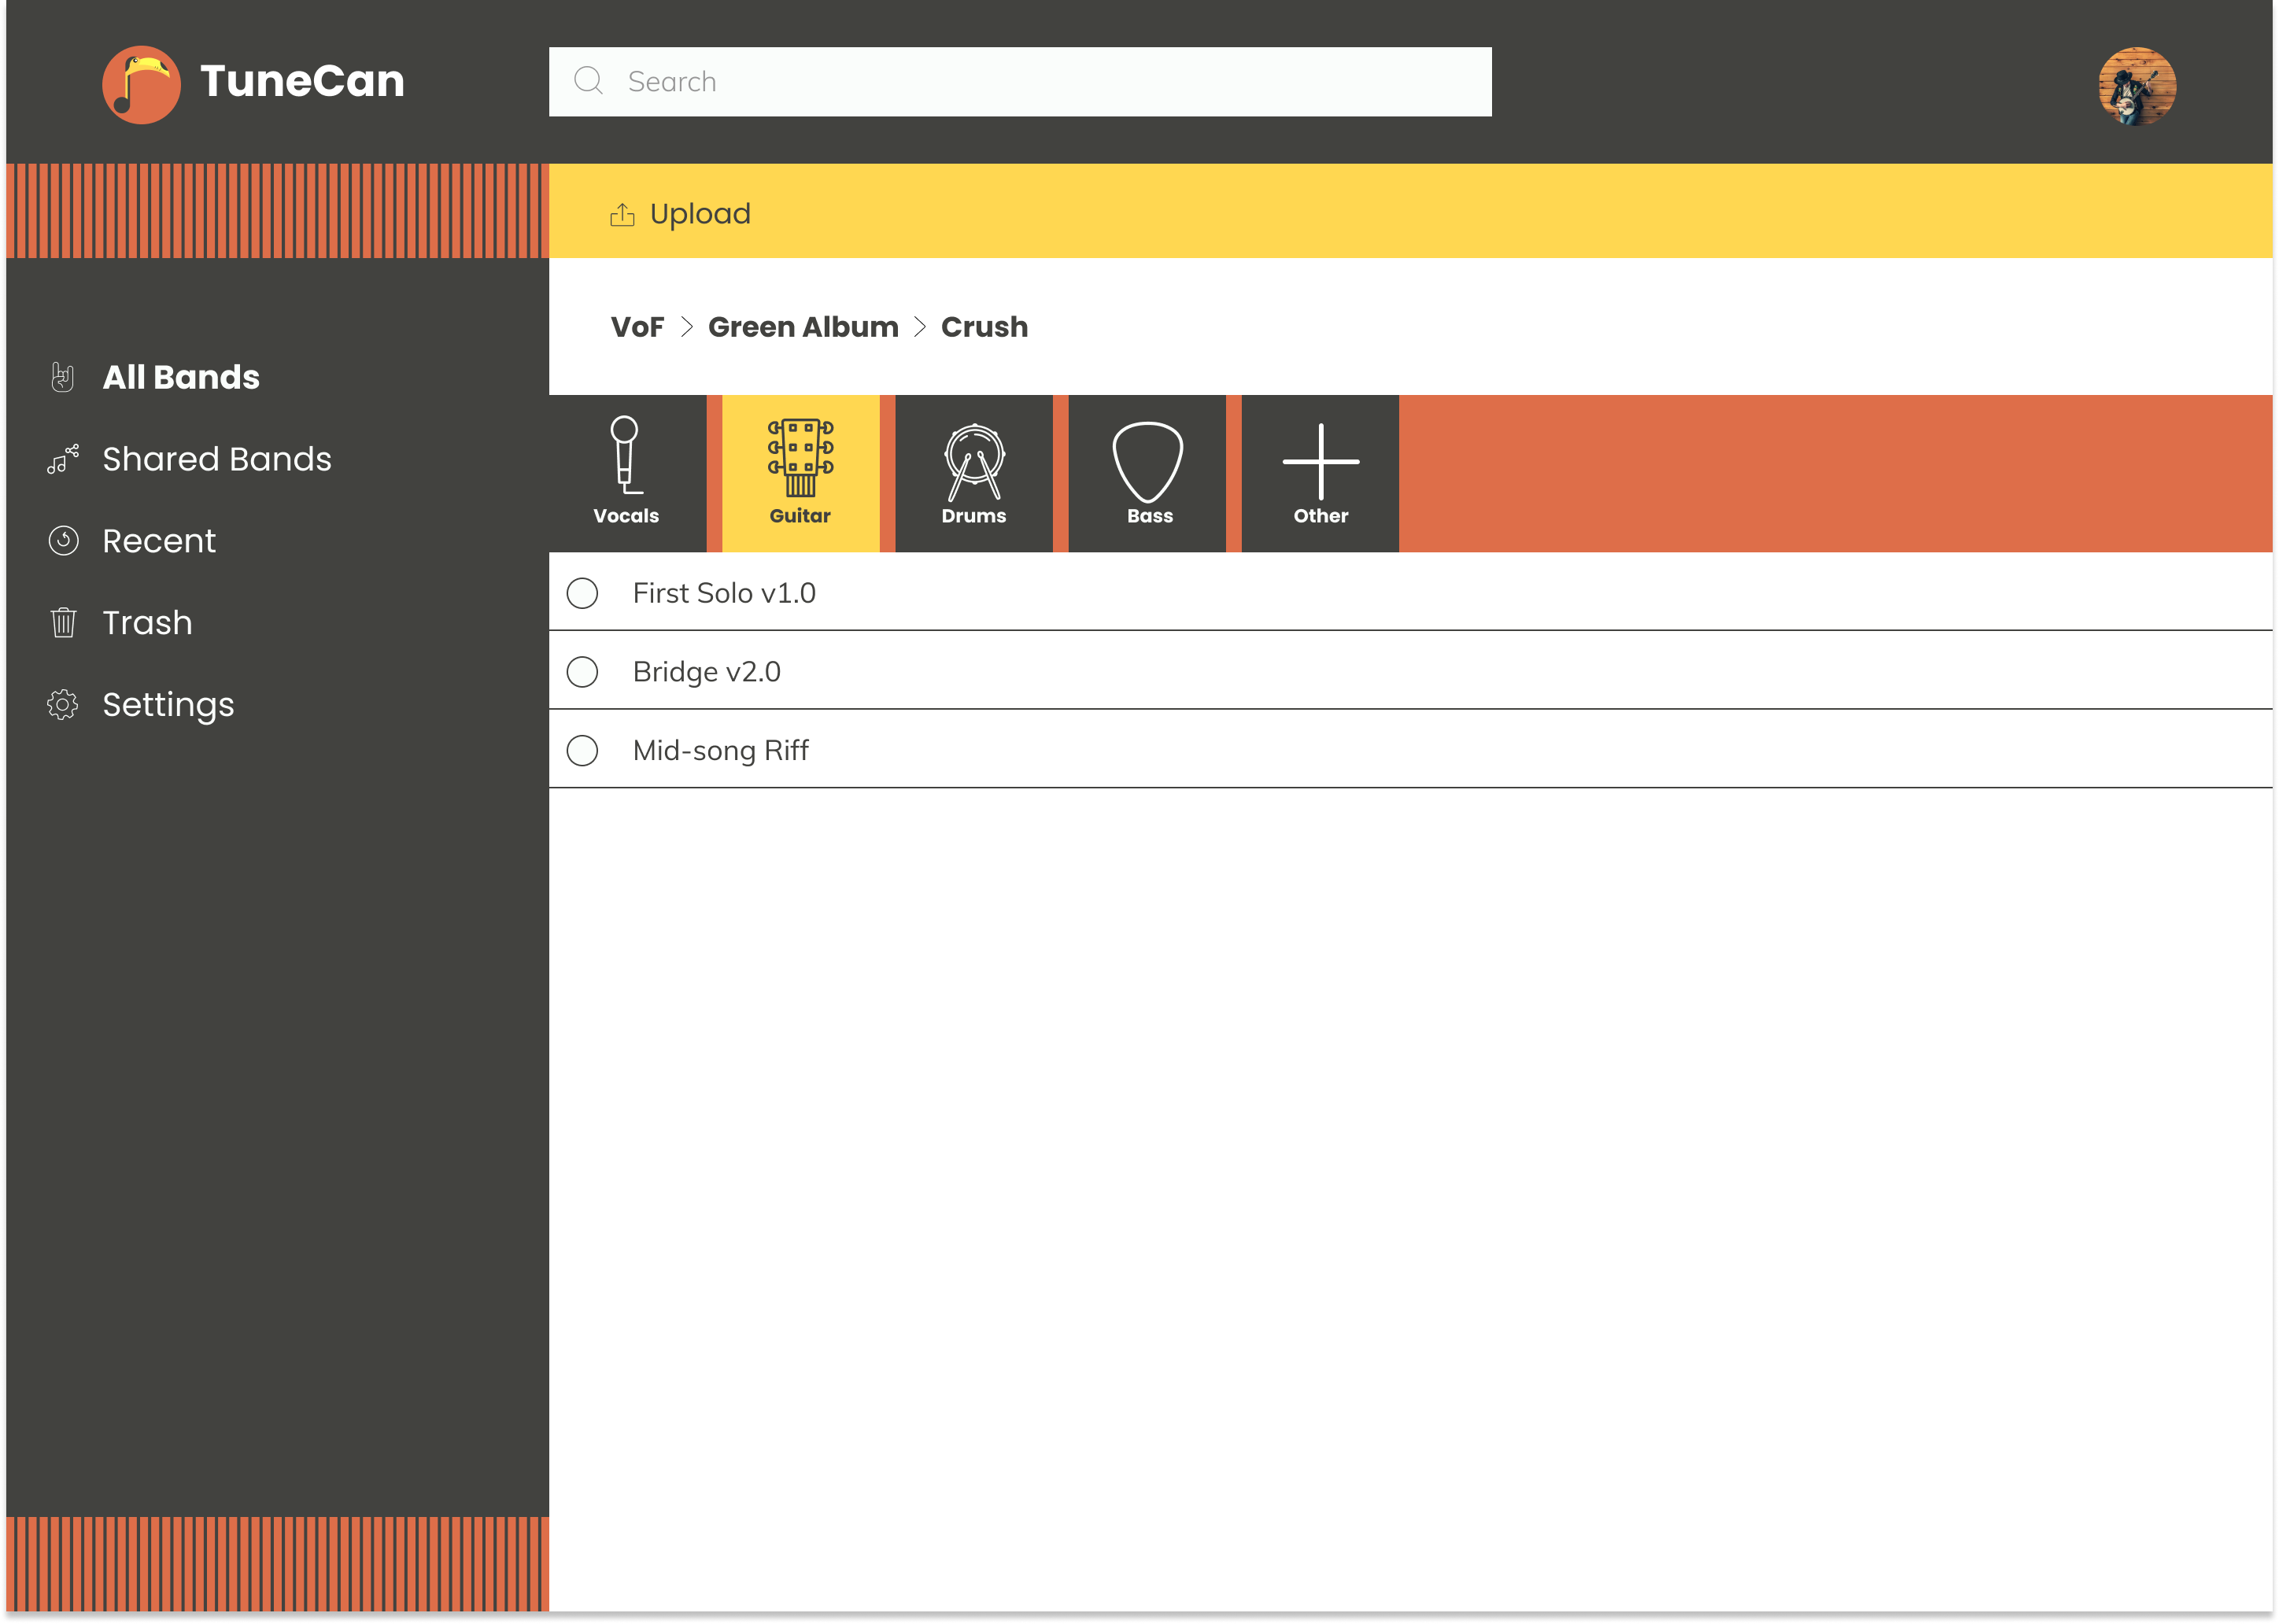 TuneCan
Search
Upload
VoF > Green Album > Crush
All Bands
Shared Bands
Recent
Trash
Settings
Vocals
Guitar
Drums
Bass
Other
First Solo v1.0
Bridge v2.0
Mid-song Riff